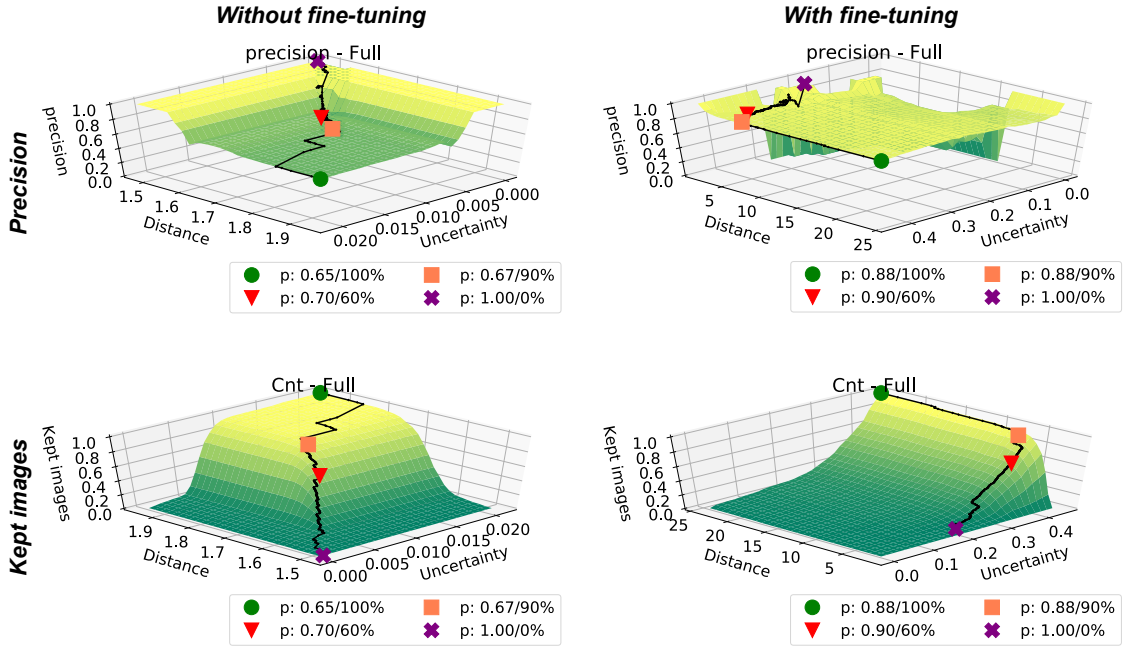 Without fine-tuning
With fine-tuning
Precision
precision - Full
precision
1.0
0.8
0.6
0.4
0.2
0.0
1.5
1.6
1.7
1.8
1.9
Distance
0.020
0.015
0.010
0.005
0.000
Uncertainty
p: 0.65/100%
p: 0.67/90%
p: 0.70/60%
p: 1.00/0%
precision - Full
precision
1.0
0.8
0.6
0.4
0.2
0.0
5
10
15
20
25
Distance
0.4
0.3
0.2
0.1
0.0
Uncertainty
p: 0.88/100%
p: 0.88/90%
p: 0.90/60%
p: 1.00/0%
Kept images
Cnt - Full
Kept images
1.0
0.8
0.6
0.4
0.2
0.0
1.9
1.8
1.7
1.6
1.5
Distance
0.000
0.005
0.010
0.015
0.020
Uncertainty
p: 0.65/100%
p: 0.67/90%
p: 0.70/60%
p: 1.00/0%
Cnt - Full
Kept images
1.0
0.8
0.6
0.4
0.2
0.0
25
20
15
10
5
Distance
0.0
0.1
0.2
0.3
0.4
Uncertainty
p: 0.88/100%
p: 0.88/90%
p: 0.90/60%
p: 1.00/0%